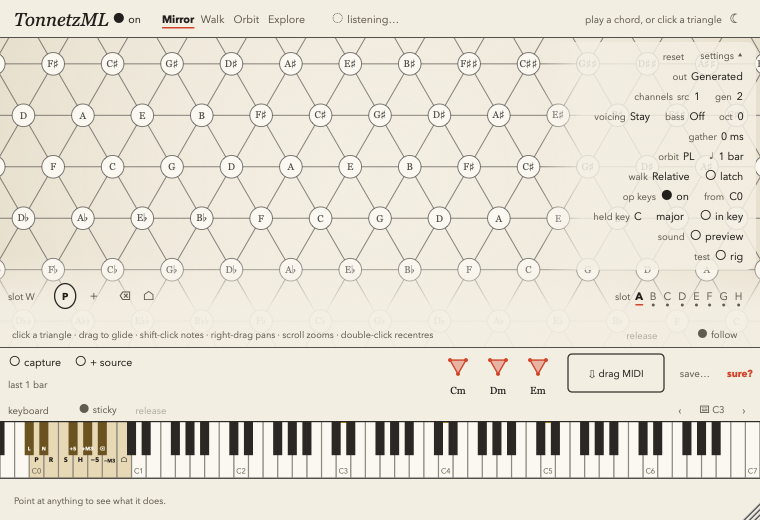 TonnetzML on Mirror Walk Orbit Explore listening… play a chord, or click a triangle
F♯ C♯ G♯ D♯ A♯ E♯ B♯ F♯♯ C♯♯
reset settings
out Generated
channels src 1 gen 2
D A E B F♯ C♯ G♯ D♯ A♯ E♯
voicing Stay bass Off oct 0
gather 0 ms
F C G D A E B F♯ C♯
orbit PL ♩ 1 bar
walk Relative latch
op keys on from C0
D♭ A♭ E♭ B♭ F C G D A E
held key C major in key
sound preview
test rig
F♭ C♭ G♭ D♭ A♭ E♭ B♭ F C G D A
slot W P +
slot A B C D E F G H
click a triangle · drag to glide · shift-click notes · right-drag pans · scroll zooms · double-click recentres release follow
capture + source
Cm Dm Em
⇩ drag MIDI save… sure?
last 1 bar
keyboard sticky release ‹ C3 ›
L N +S +M3
P R S H −S −M3
C0 C1 C2 C3 C4 C5 C6 C7
Point at anything to see what it does.